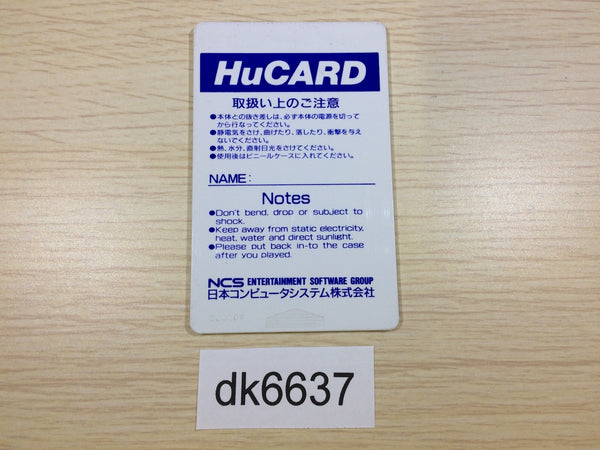 HuCARD
取扱い上のご注意
●本体との抜き差しは、必ず本体の電源を切って
から行なってください。
●静電気をさけ、曲げたり、落したり、衝撃を与え
ないでください。
●熱、水分、直射日光をさけてください。
●使用後はビニールケースに入れてください。
NAME:
Notes
●Don't bend, drop or subject to
shock.
●Keep away from static electricity,
heat, water and direct sunlight.
●Please put back in-to the case
after you played.
NCS ENTERTAINMENT SOFTWARE GROUP
日本コンピュータシステム株式会社
dk6637